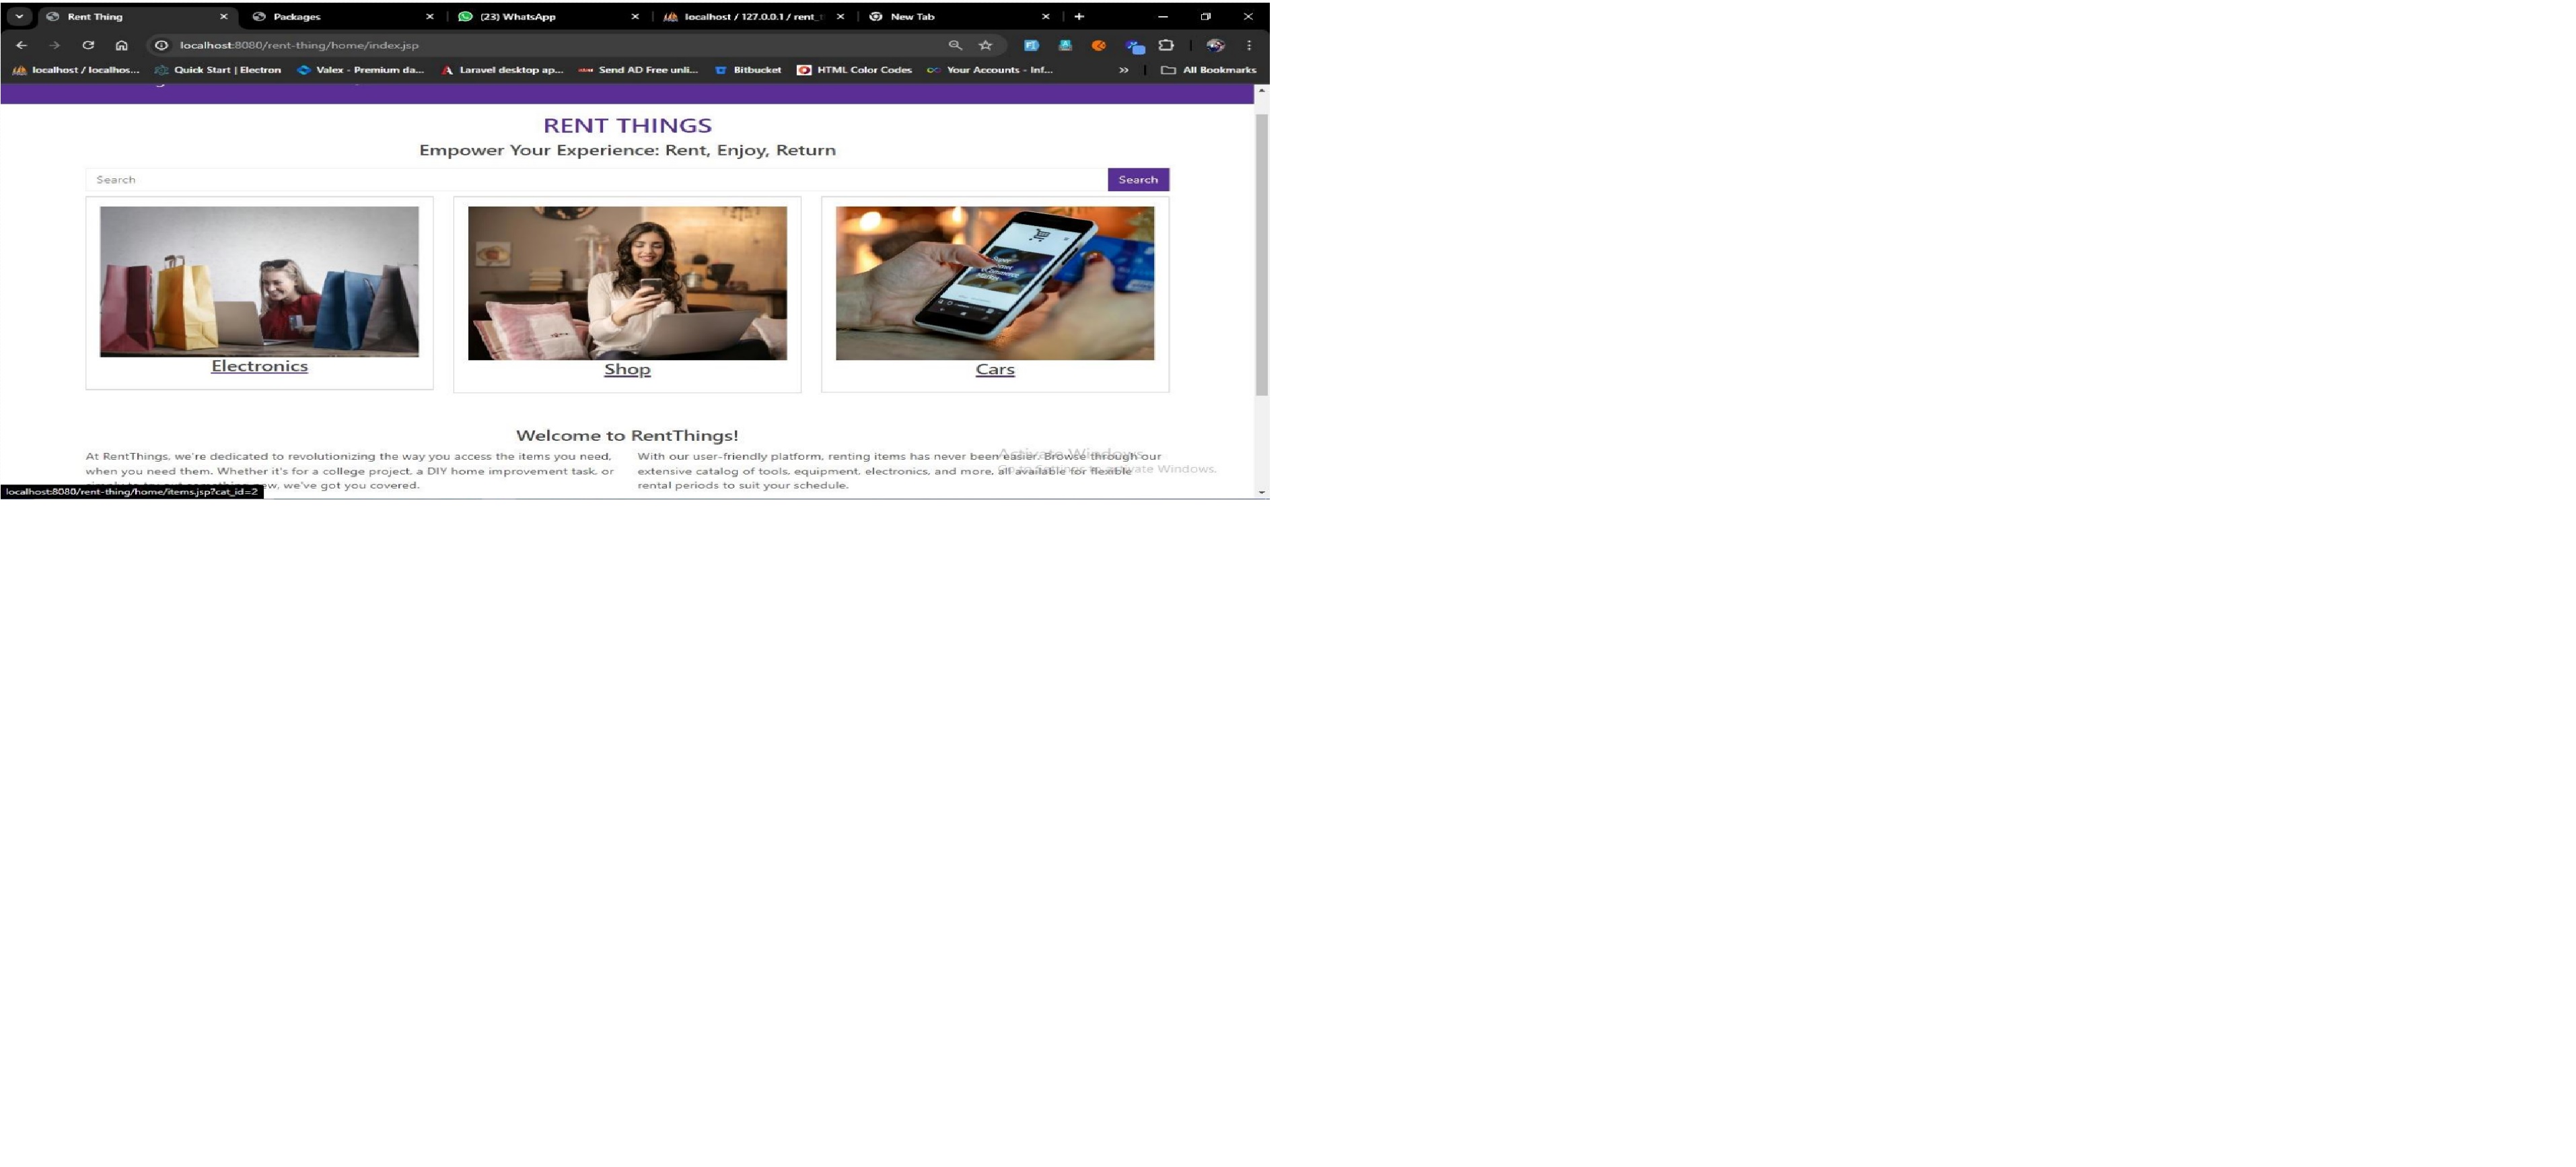 Rent Thing
Packages
(23) WhatsApp
localhost / 127.0.0.1 / rent_t
New Tab
localhost:8080/rent-thing/home/index.jsp
localhost / localhos...
Quick Start | Electron
Valex - Premium da...
Laravel desktop ap...
Send AD Free unli...
Bitbucket
HTML Color Codes
Your Accounts - Inf...
All Bookmarks
RENT THINGS
Empower Your Experience: Rent, Enjoy, Return
Search
Search
Electronics
Shop
Cars
Welcome to RentThings!
At RentThings, we're dedicated to revolutionizing the way you access the items you need,
when you need them. Whether it's for a college project, a DIY home improvement task, or
we've got you covered.
With our user-friendly platform, renting items has never been easier. Browse through our
extensive catalog of tools, equipment, electronics, and more, all available for flexible
rental periods to suit your schedule.
Activate Windows
Go to Settings to activate Windows.
localhost:8080/rent-thing/home/items.jsp?cat_id=2